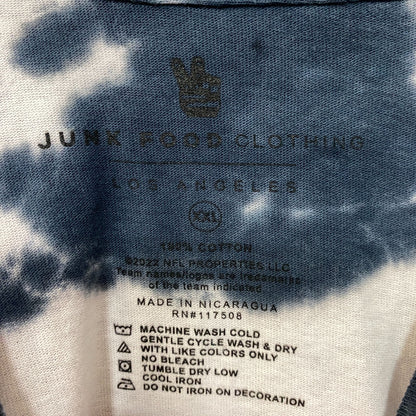 JUNK FOOD CLOTHING
LOS ANGELES
XXL
100% COTTON
©2022 NFL PROPERTIES LLC
Team names/logos are trademarks
of the team indicated.
MADE IN NICARAGUA
RN#117508
MACHINE WASH COLD
GENTLE CYCLE WASH & DRY
WITH LIKE COLORS ONLY
NO BLEACH
TUMBLE DRY LOW
COOL IRON
DO NOT IRON ON DECORATION